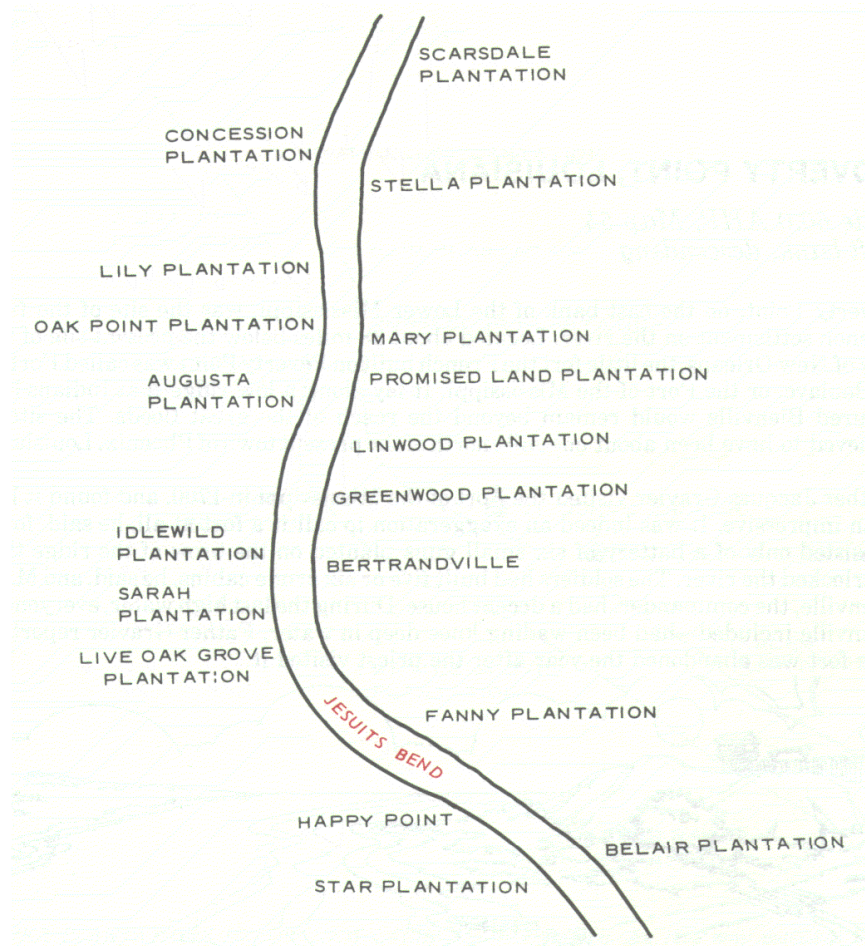 SCARSDALE
PLANTATION
CONCESSION
PLANTATION
STELLA PLANTATION
LILY PLANTATION
OAK POINT PLANTATION
MARY PLANTATION
AUGUSTA
PLANTATION
PROMISED LAND PLANTATION
LINWOOD PLANTATION
GREENWOOD PLANTATION
IDLEWILD
PLANTATION
BERTRANDVILLE
SARAH
PLANTATION
LIVE OAK GROVE
PLANTATION
FANNY PLANTATION
JESUITS BEND
HAPPY POINT
BELAIR PLANTATION
STAR PLANTATION